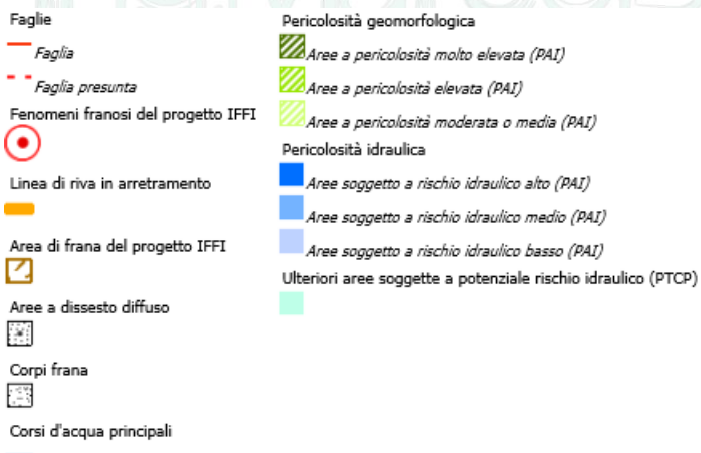 Faglie
Faglia
Faglia presunta
Fenomeni franosi del progetto IFFI
Linea di riva in arretramento
Area di frana del progetto IFFI
Aree a dissesto diffuso
Corpi frana
Corsi d'acqua principali
Pericolosità geomorfologica
Aree a pericolosità molto elevata (PAI)
Aree a pericolosità elevata (PAI)
Aree a pericolosità moderata o media (PAI)
Pericolosità idraulica
Aree soggetto a rischio idraulico alto (PAI)
Aree soggetto a rischio idraulico medio (PAI)
Aree soggetto a rischio idraulico basso (PAI)
Ulteriori aree soggette a potenziale rischio idraulico (PTCP)